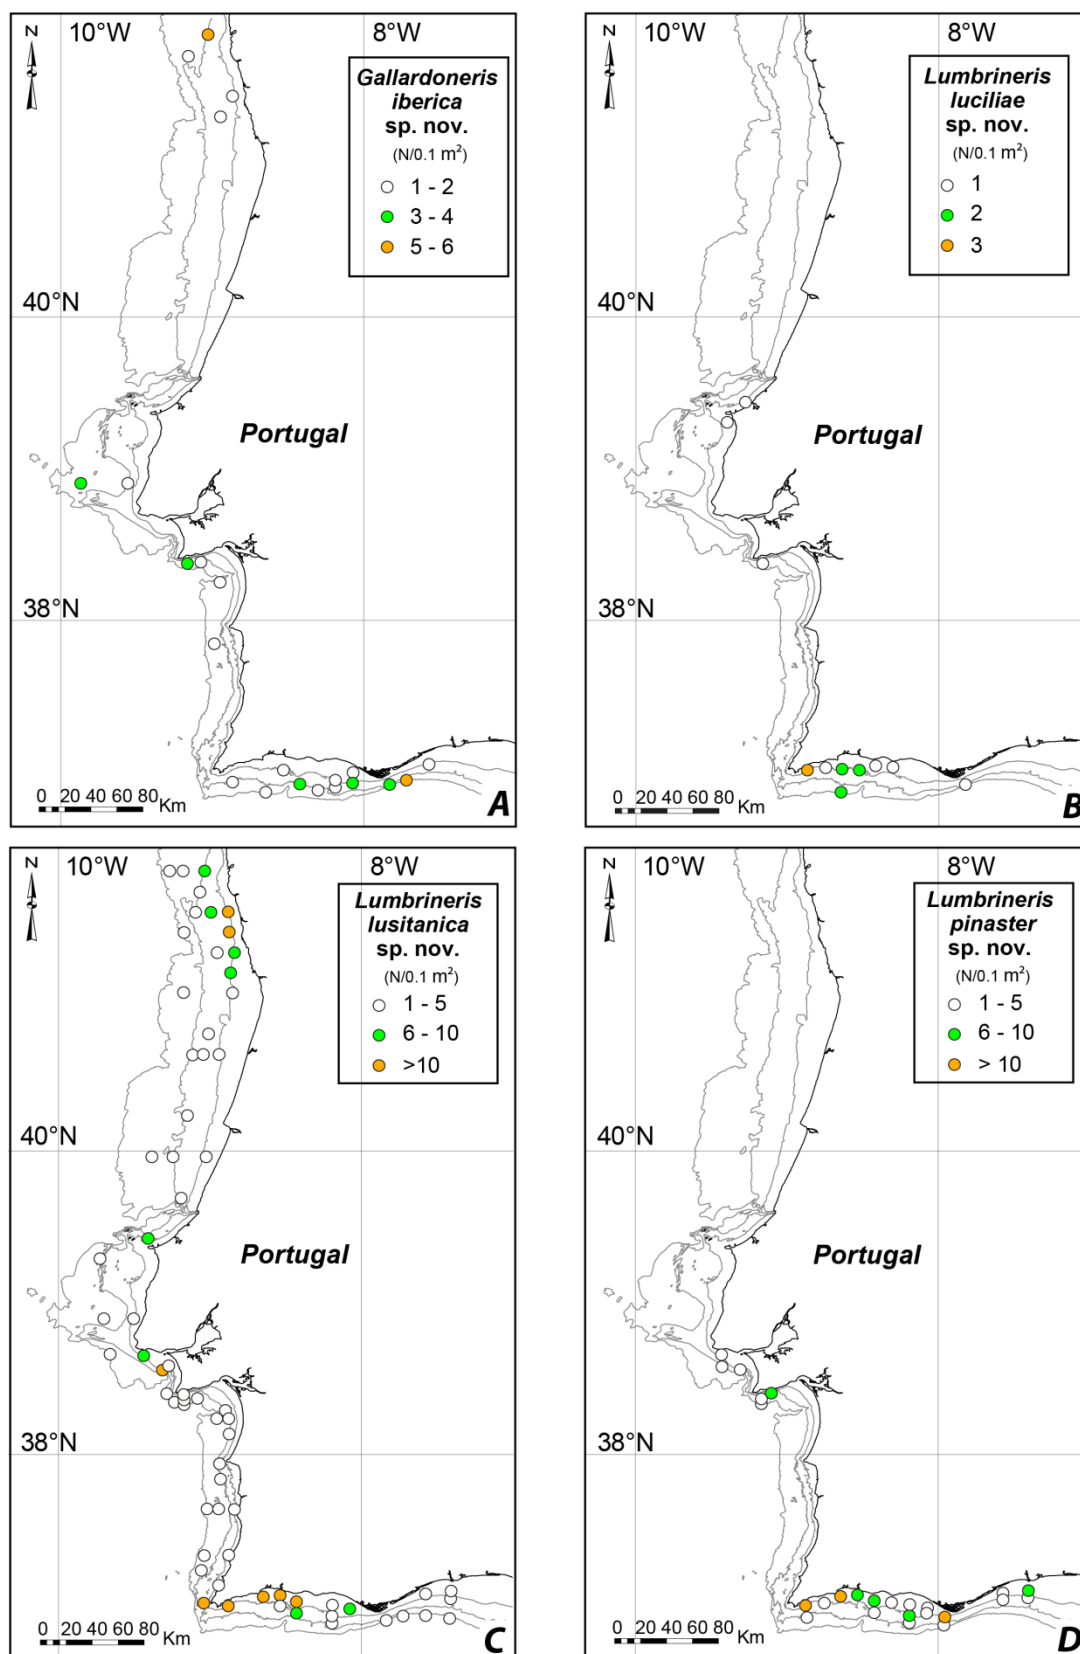 N
10°W
8°W
Gallardoneris
iberica
sp. nov.
(N/0.1 m²)
1 - 2
3 - 4
5 - 6
40°N
Portugal
38°N
0 20 40 60 80 Km
A
N
10°W
8°W
Lumbrineris
luciliae
sp. nov.
(N/0.1 m²)
1
2
3
40°N
Portugal
38°N
0 20 40 60 80 Km
B
N
10°W
8°W
Lumbrineris
lusitanica
sp. nov.
(N/0.1 m²)
1 - 5
6 - 10
>10
40°N
Portugal
38°N
0 20 40 60 80 Km
C
N
10°W
8°W
Lumbrineris
pinaster
sp. nov.
(N/0.1 m²)
1 - 5
6 - 10
> 10
40°N
Portugal
38°N
0 20 40 60 80 Km
D